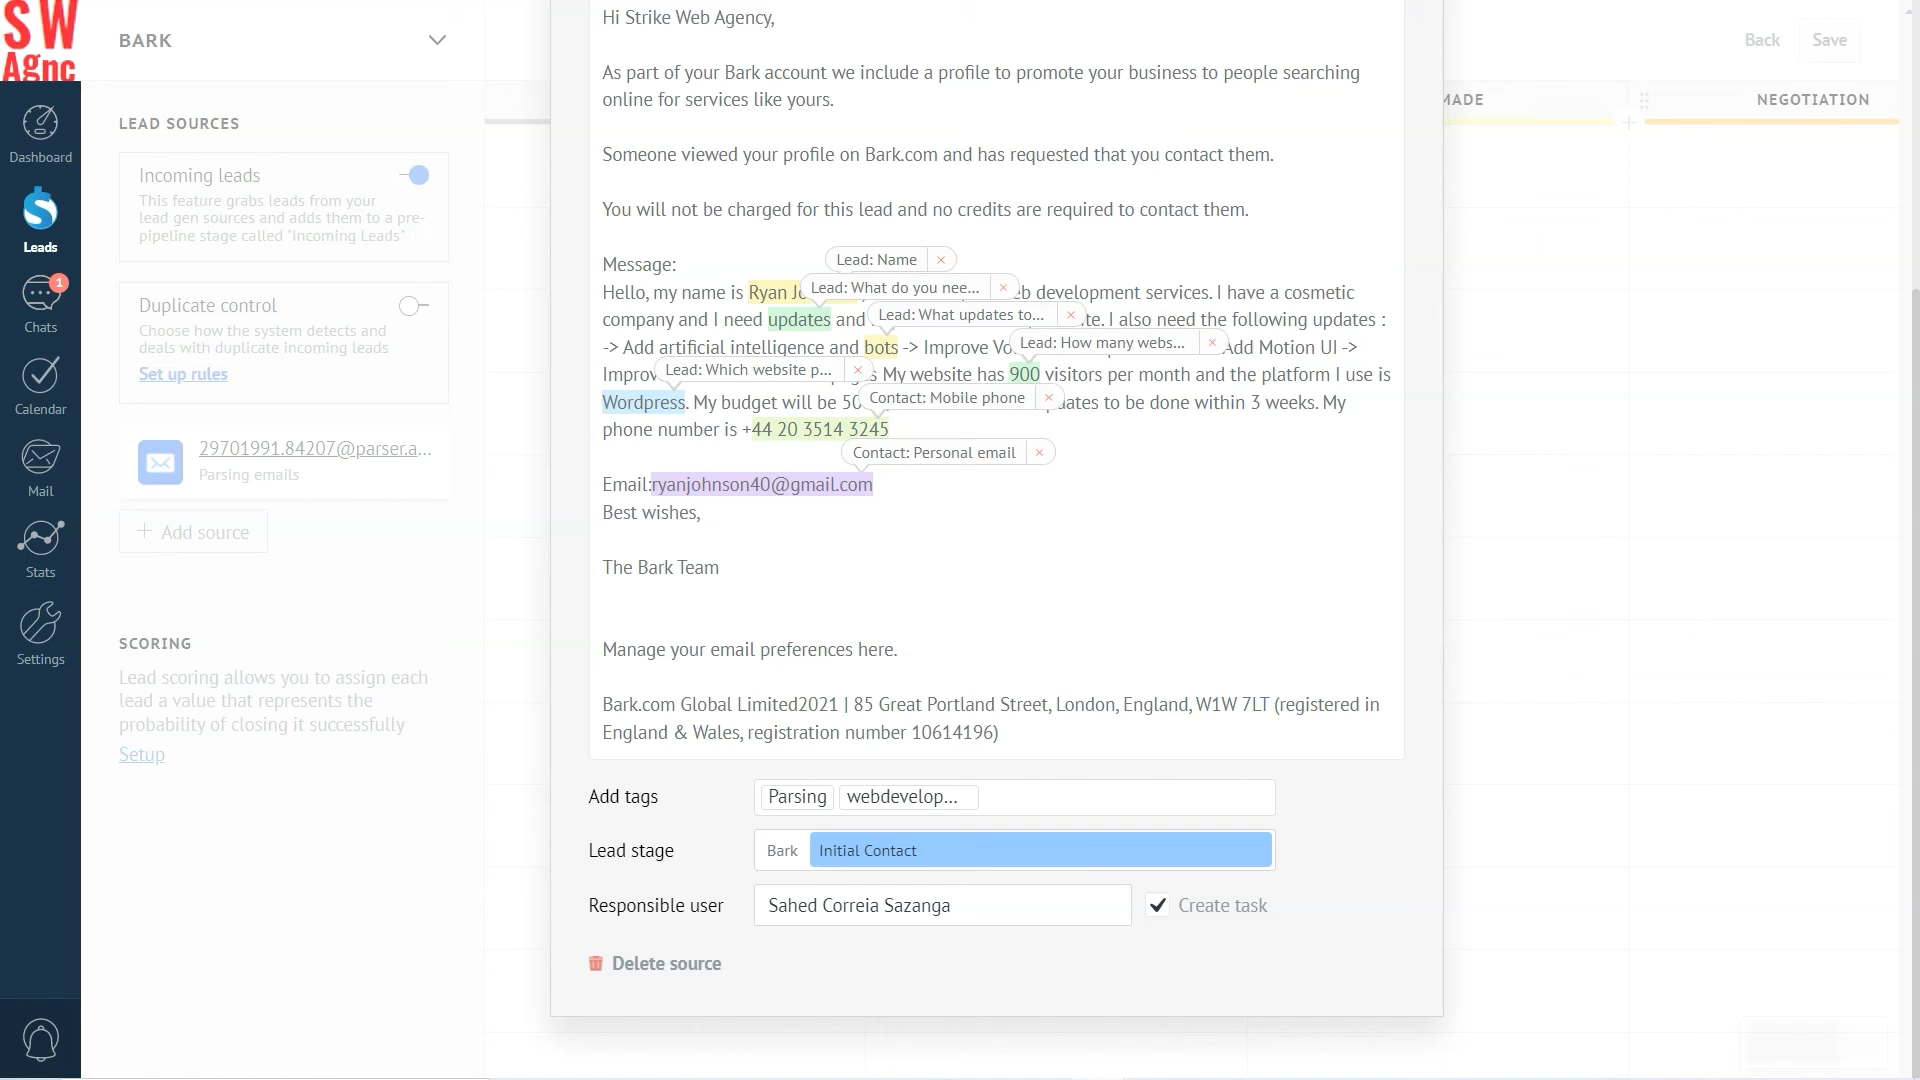 SW
Agnc
BARK
Back
Save
Dashboard
Leads
1
Chats
Calendar
Mail
Stats
Settings
LEAD SOURCES
Incoming leads
This feature grabs leads from your
lead gen sources and adds them to a pre-
pipeline stage called "Incoming Leads"
Duplicate control
Choose how the system detects and
deals with duplicate incoming leads
Set up rules
29701991.84207@parser.a...
Parsing emails
+ Add source
SCORING
Lead scoring allows you to assign each
lead a value that represents the
probability of closing it successfully
Setup
MADE
NEGOTIATION
Hi Strike Web Agency,
As part of your Bark account we include a profile to promote your business to people searching
online for services like yours.
Someone viewed your profile on Bark.com and has requested that you contact them.
You will not be charged for this lead and no credits are required to contact them.
Lead: Name
Message:
Lead: What do you nee...
Hello, my name is Ryan development services. I have a cosmetic
Lead: What updates to...
company and I need updates and I also need the following updates :
Lead: How many webs...
-> Add artificial intelligence and bots -> Improve Add Motion UI ->
Lead: Which website p...
My website has 900 visitors per month and the platform I use is
Contact: Mobile phone
Wordpress. My budget will be to be done within 3 weeks. My
phone number is +44 20 3514 3245
Contact: Personal email
Email:ryanjohnson40@gmail.com
Best wishes,
The Bark Team
Manage your email preferences here.
Bark.com Global Limited2021 | 85 Great Portland Street, London, England, W1W 7LT (registered in
England & Wales, registration number 10614196)
Add tags
Parsing
webdevelop...
Lead stage
Bark
Initial Contact
Responsible user
Sahed Correia Sazanga
Create task
Delete source